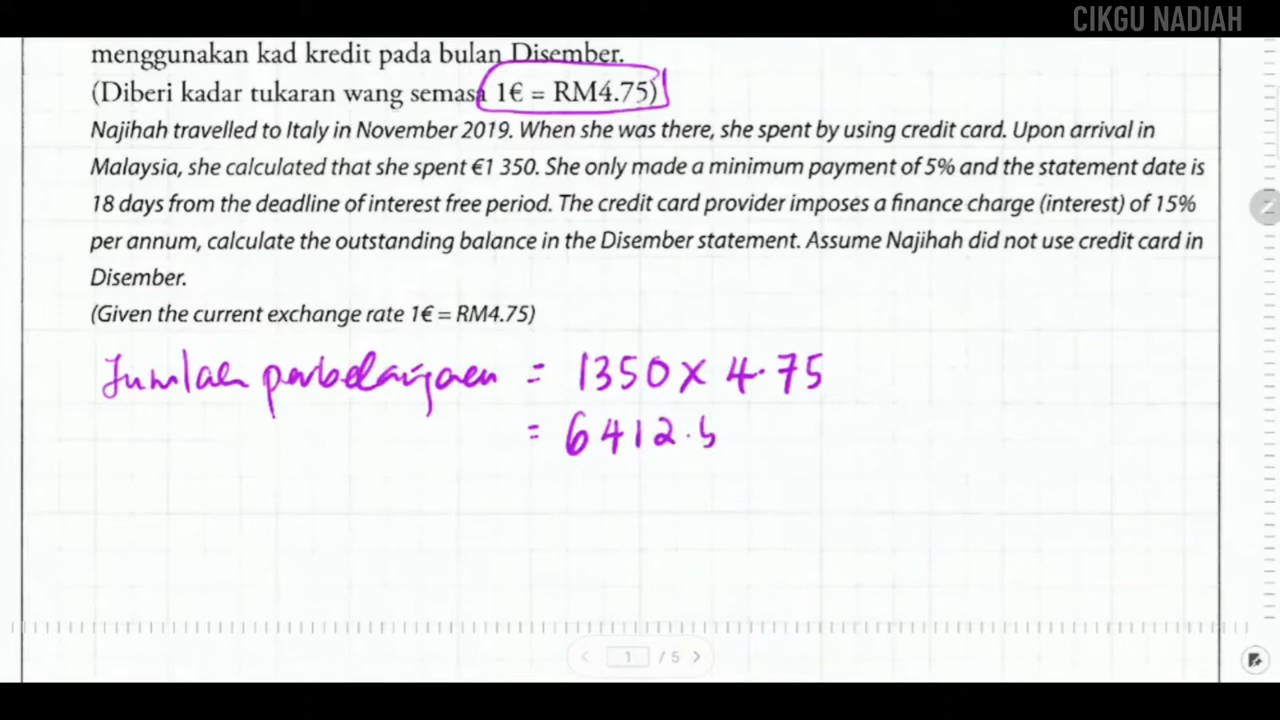 CIKGU NADIAH
menggunakan kad kredit pada bulan Disember.
(Diberi kadar tukaran wang semasa 1€ = RM4.75)
Najihah travelled to Italy in November 2019. When she was there, she spent by using credit card. Upon arrival in
Malaysia, she calculated that she spent €1 350. She only made a minimum payment of 5% and the statement date is
18 days from the deadline of interest free period. The credit card provider imposes a finance charge (interest) of 15%
per annum, calculate the outstanding balance in the Disember statement. Assume Najihah did not use credit card in
Disember.
(Given the current exchange rate 1€ = RM4.75)
Jumlah perbelanjaan = 1350 × 4.75
= 6412.5
1 / 5